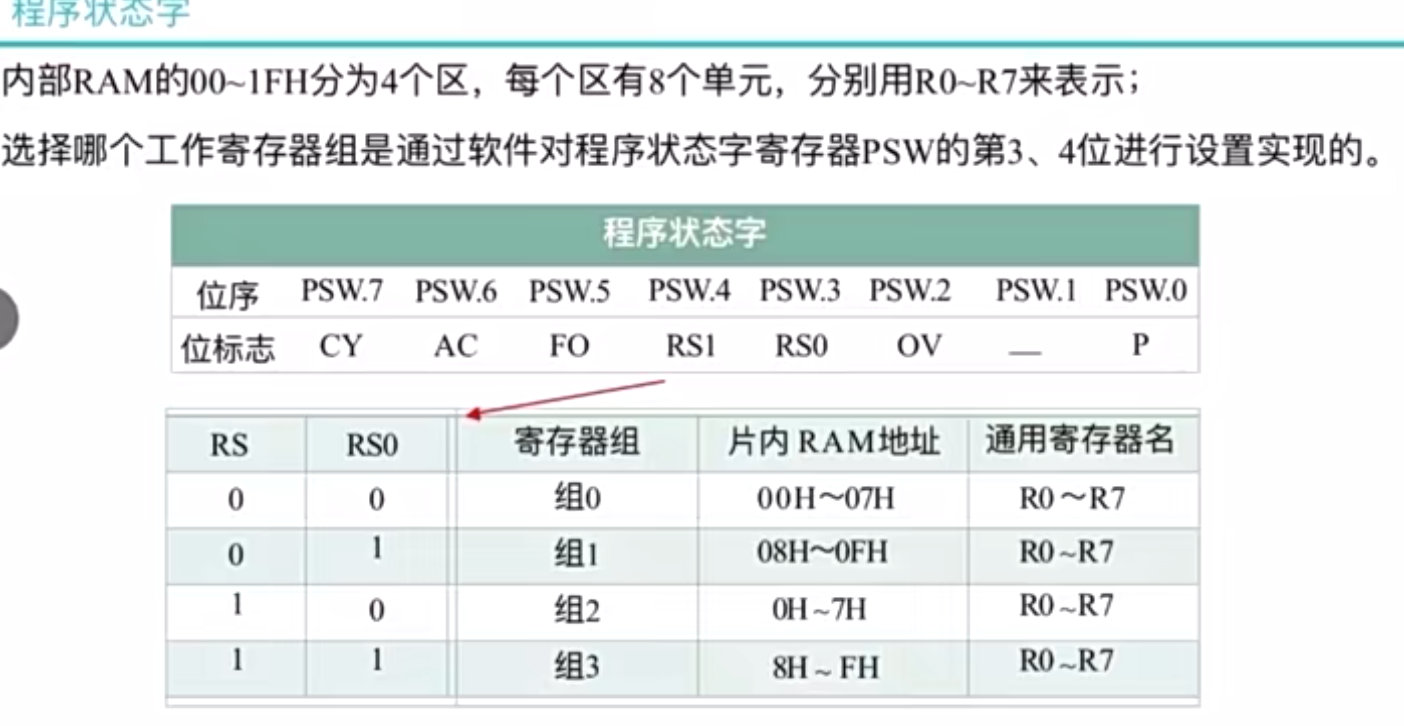 程序状态字
内部RAM的00~1FH分为4个区，每个区有8个单元，分别用R0~R7来表示；
选择哪个工作寄存器组是通过软件对程序状态字寄存器PSW的第3、4位进行设置实现的。
程序状态字
位序 PSW.7 PSW.6 PSW.5 PSW.4 PSW.3 PSW.2 PSW.1 PSW.0
位标志 CY AC FO RS1 RS0 OV — P
RS RS0 寄存器组 片内 RAM地址 通用寄存器名
0 0 组0 00H～07H R0～R7
0 1 组1 08H～0FH R0~R7
1 0 组2 0H~7H R0~R7
1 1 组3 8H~FH R0~R7